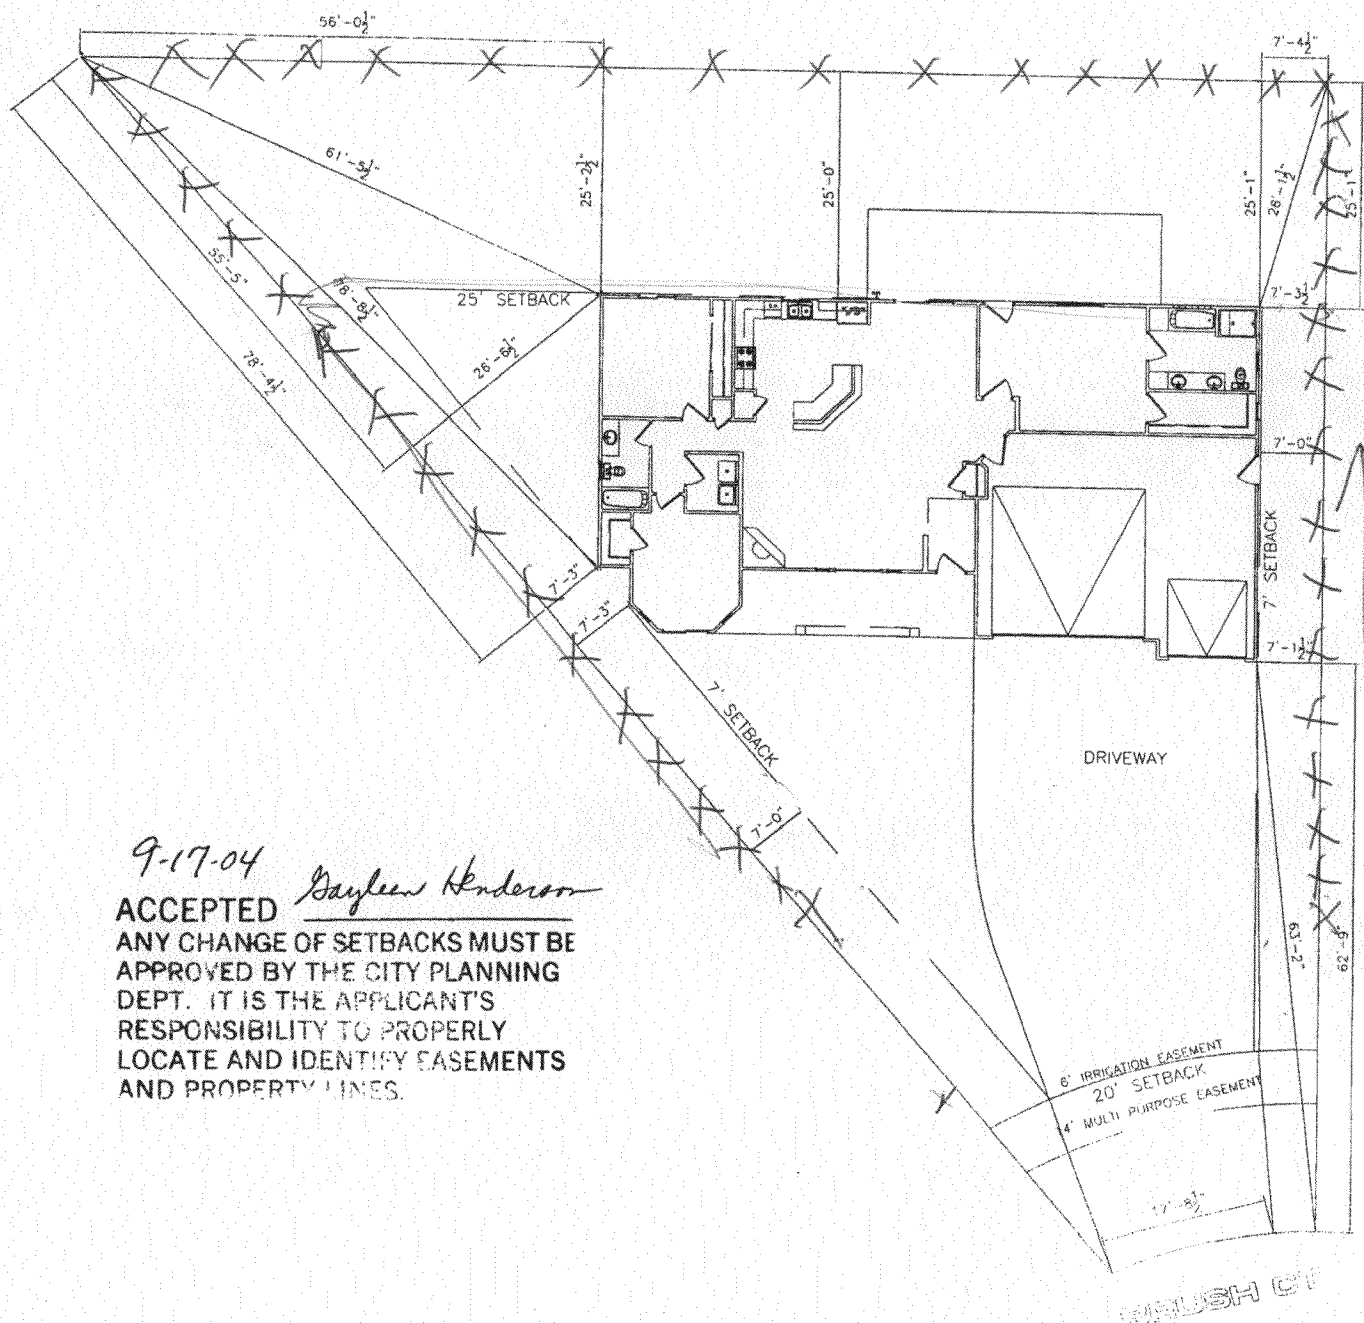 56'-0½"
7'-4½"
61'-5½"
25'-2½"
25'-0"
25'-1"
26'-1½"
25'-1"
55'-5"
78'-8½"
25' SETBACK
7'-3½"
78'-4½"
26'-6½"
7'-0"
7' SETBACK
7'-3"
7'-3"
7'-1½"
7' SETBACK
DRIVEWAY
7'-0"
9-17-04
ACCEPTED Gayleen Henderson
ANY CHANGE OF SETBACKS MUST BE
APPROVED BY THE CITY PLANNING
DEPT. IT IS THE APPLICANT'S
RESPONSIBILITY TO PROPERLY
LOCATE AND IDENTIFY EASEMENTS
AND PROPERTY LINES.
63'-2"
62'-9"
6' IRRIGATION EASEMENT
20' SETBACK
14' MULTI PURPOSE EASEMENT
17'-8½"
CT